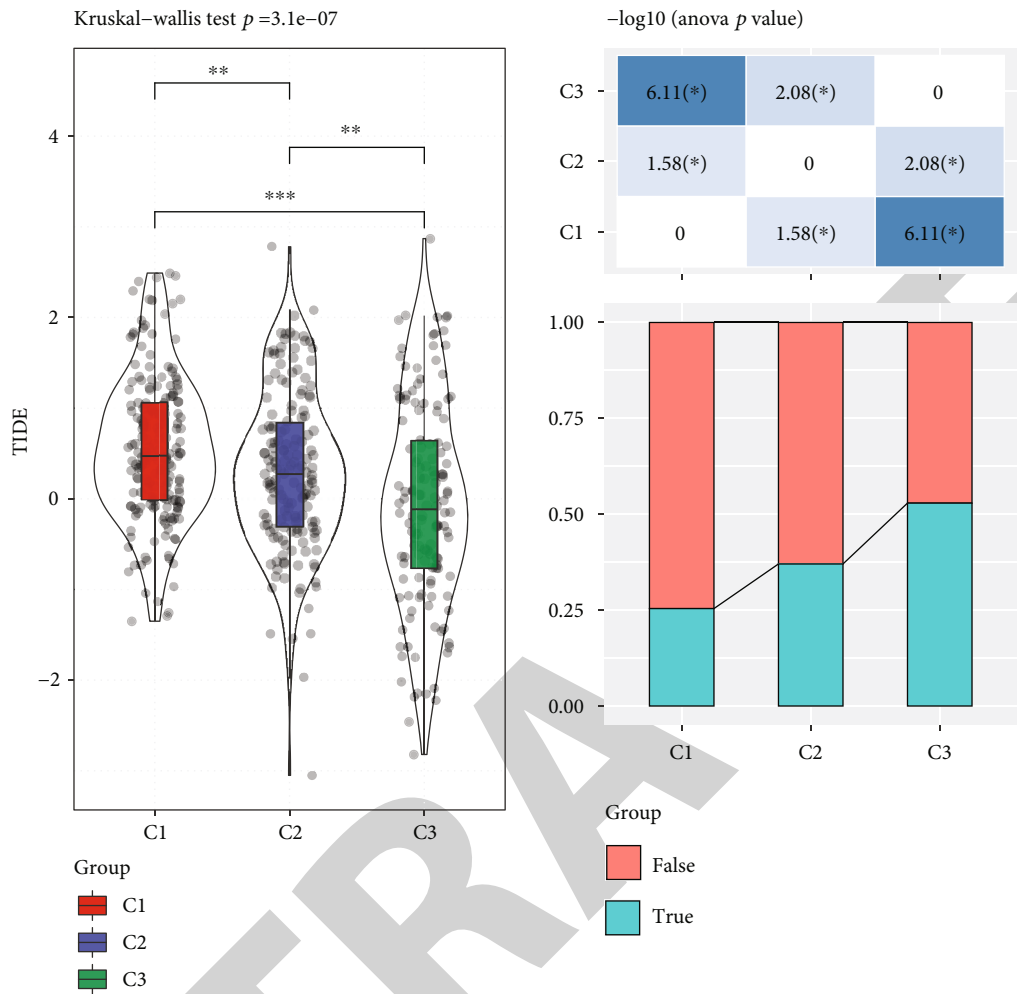 Kruskal−wallis test p =3.1e−07
**
**
***
4
2
0
−2
TIDE
C1 C2 C3
Group
C1
C2
C3
−log10 (anova p value)
C3 6.11(*) 2.08(*) 0
C2 1.58(*) 0 2.08(*)
C1 0 1.58(*) 6.11(*)
1.00
0.75
0.50
0.25
0.00
C1 C2 C3
Group
False
True